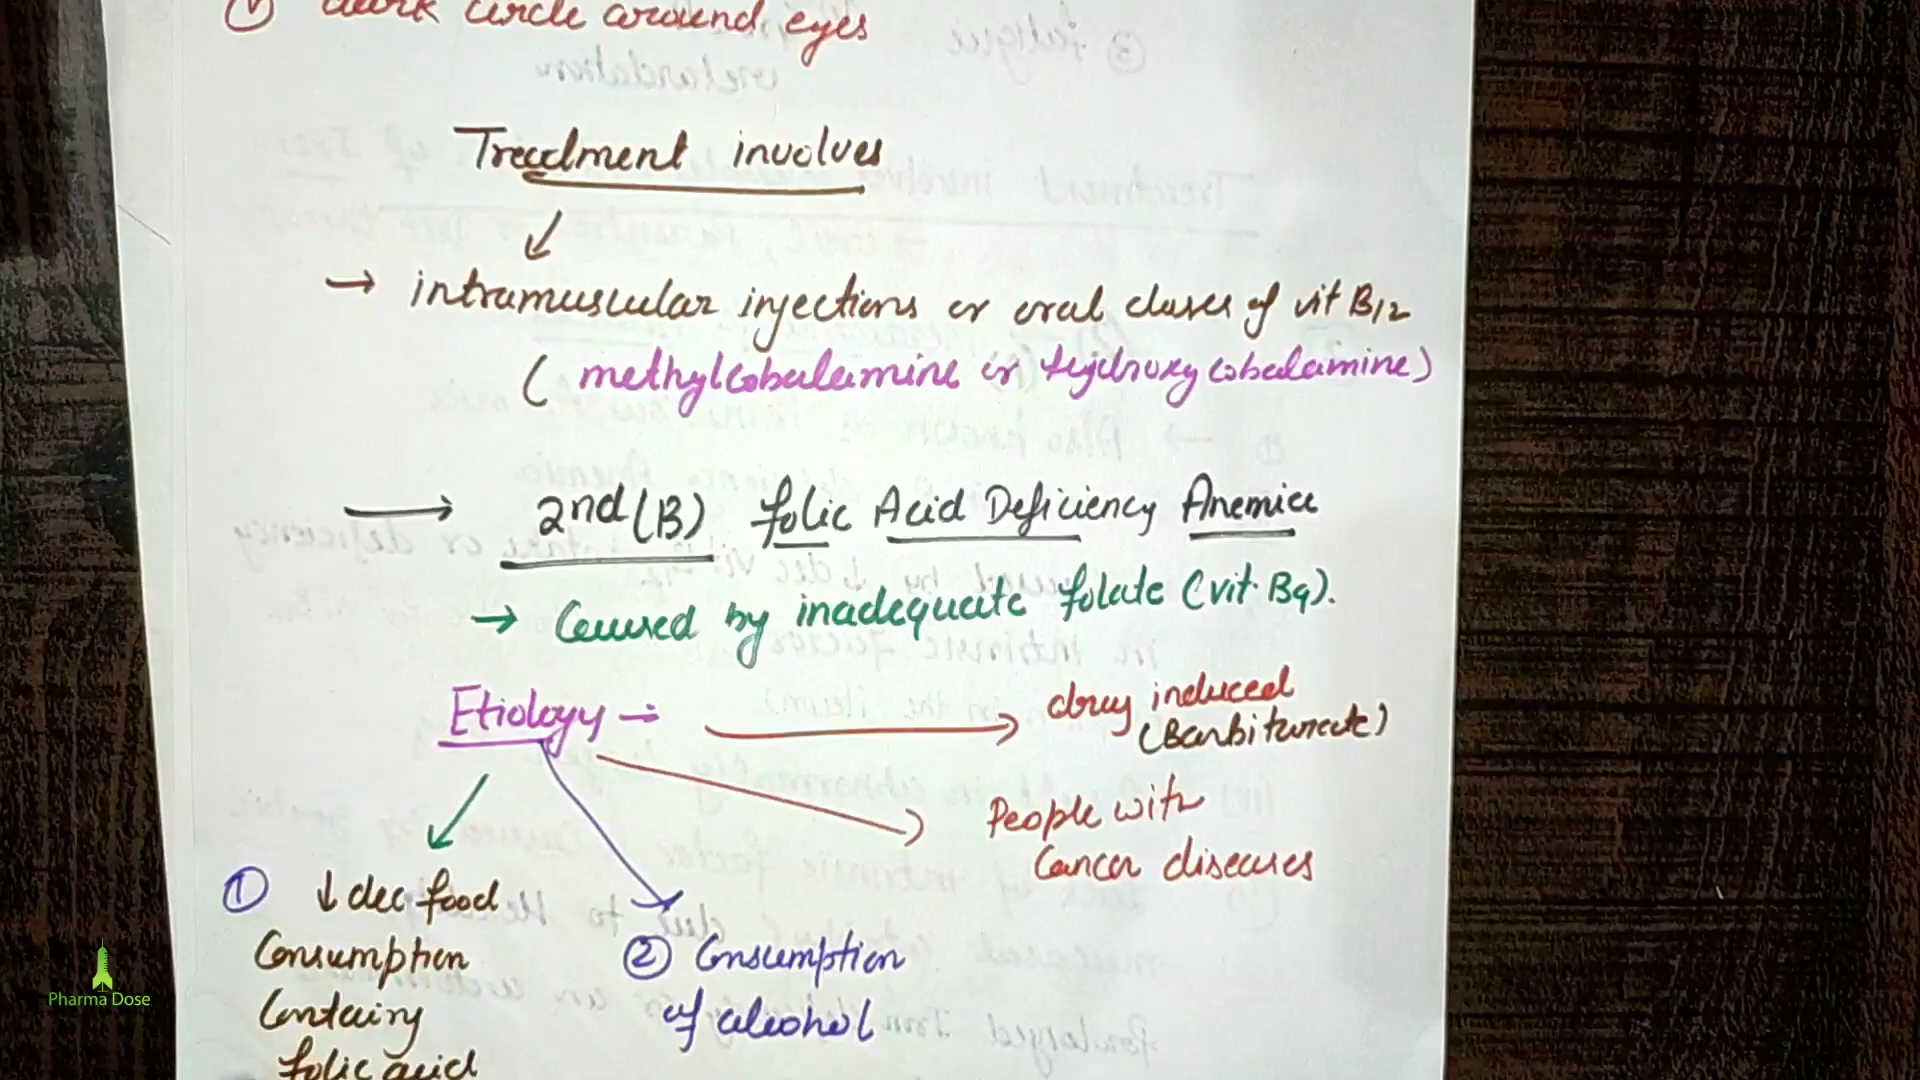 (V) dark circle around eyes
Treatment involves
↓
→ intramuscular injections or oral doses of vit B12
( methylcobalamine or Hydroxycobalamine)
→ 2nd (B) folic Acid Deficiency Anemia
→ Caused by inadequate folate (vit. B9).
Etiology →
drug induced
(Barbiturate)
People with
Cancer diseases
① ↓ dec food
Consumption
Containing
folic acid
② Consumption
of alcohol
Pharma Dose